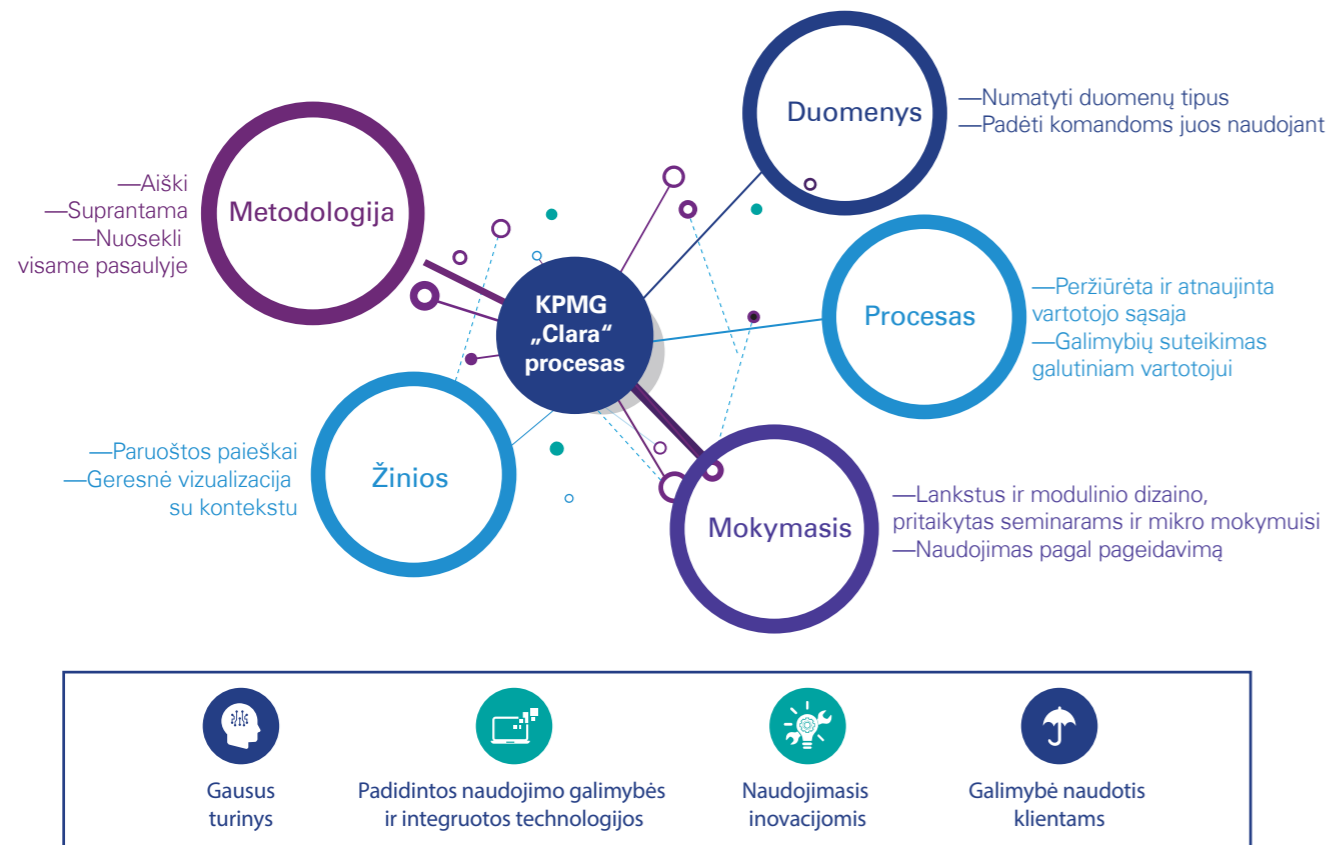 Metodologija
—Aiški
—Suprantama
—Nuosekli
visame pasaulyje
Duomenys
—Numatyti duomenų tipus
—Padėti komandoms juos naudojant
KPMG
„Clara“
procesas
Procesas
—Peržiūrėta ir atnaujinta
vartotojo sąsaja
—Galimybių suteikimas
galutiniam vartotojui
Žinios
—Paruoštos paieškai
—Geresnė vizualizacija
su kontekstu
Mokymasis
—Lankstus ir modulinio dizaino,
pritaikytas seminarams ir mikro mokymuisi
—Naudojimas pagal pageidavimą
Gausus
turinys
Padidintos naudojimo galimybės
ir integruotos technologijos
Naudojimasis
inovacijomis
Galimybė naudotis
klientams